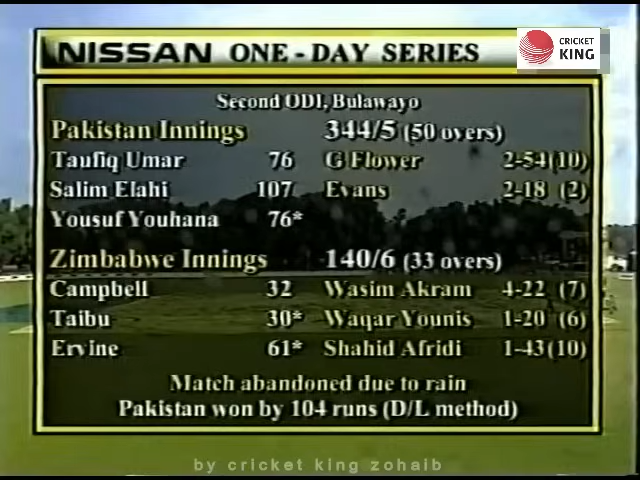 NISSAN ONE-DAY SERIES
CRICKET KING
Second ODI, Bulawayo
Pakistan Innings 344/5 (50 overs)
Taufiq Umar 76 G Flower 2-54(10)
Salim Elahi 107 Evans 2-18 (2)
Yousuf Youhana 76*
Zimbabwe Innings 140/6 (33 overs)
Campbell 32 Wasim Akram 4-22 (7)
Taibu 30* Waqar Younis 1-20 (6)
Ervine 61* Shahid Afridi 1-43(10)
Match abandoned due to rain
Pakistan won by 104 runs (D/L method)
by cricket king zohaib